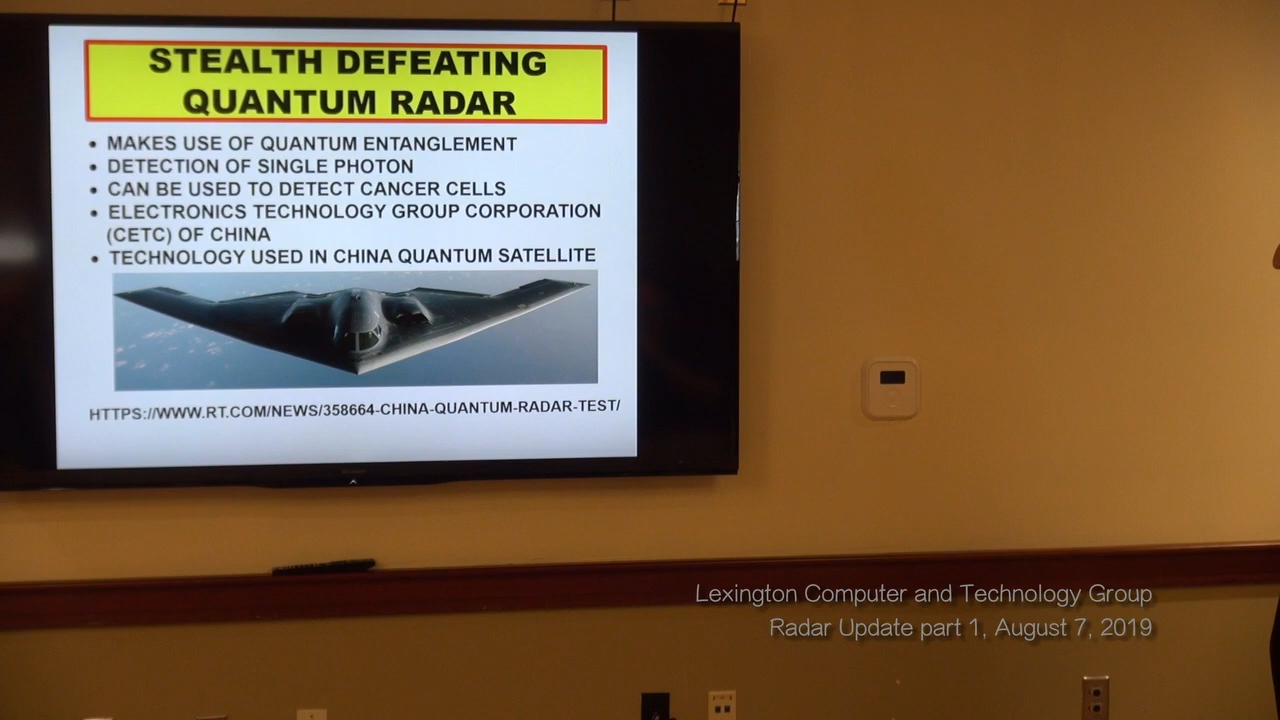 STEALTH DEFEATING
QUANTUM RADAR
• MAKES USE OF QUANTUM ENTANGLEMENT
• DETECTION OF SINGLE PHOTON
• CAN BE USED TO DETECT CANCER CELLS
• ELECTRONICS TECHNOLOGY GROUP CORPORATION
(CETC) OF CHINA
• TECHNOLOGY USED IN CHINA QUANTUM SATELLITE
HTTPS://WWW.RT.COM/NEWS/358664-CHINA-QUANTUM-RADAR-TEST/
Lexington Computer and Technology Group
Radar Update part 1, August 7, 2019